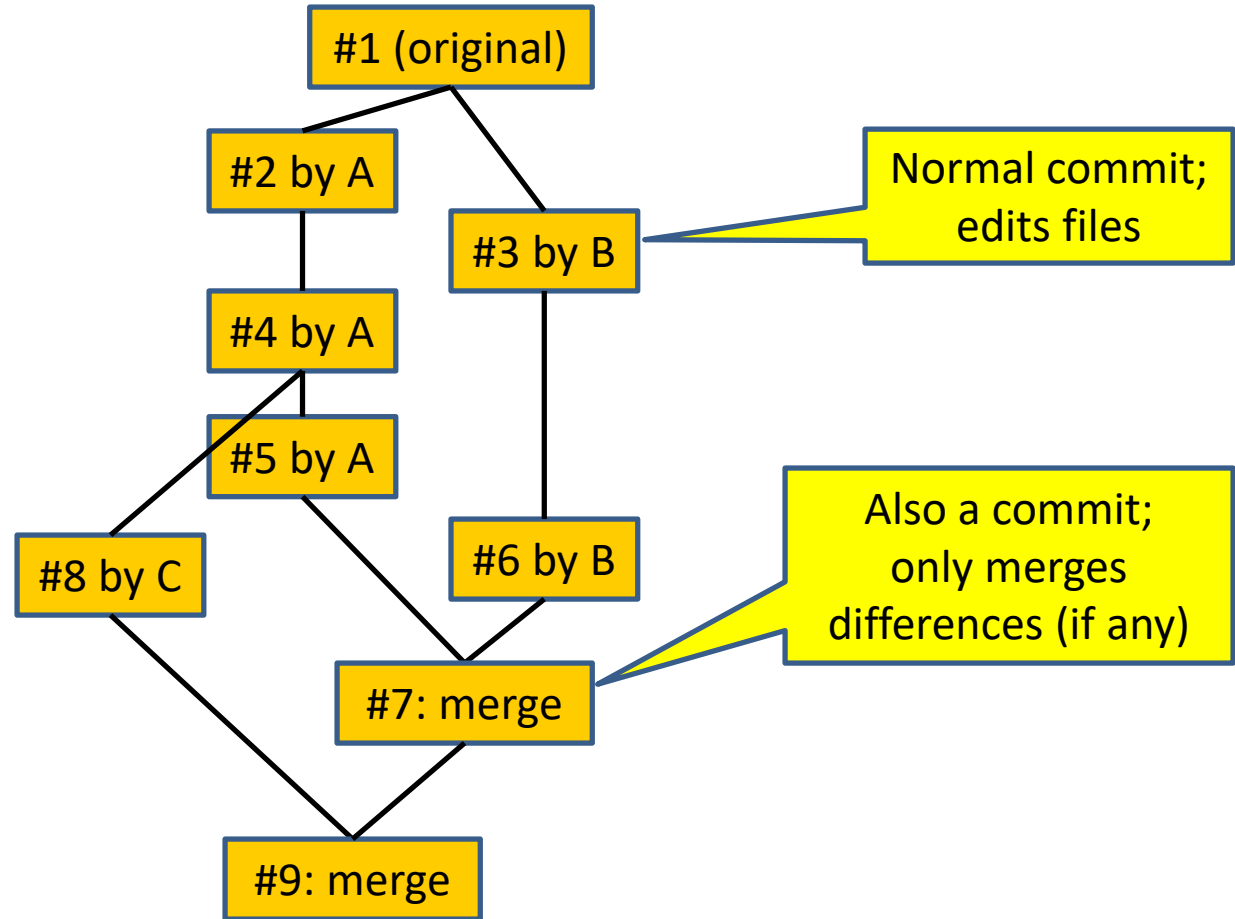 #1 (original)
#2 by A
Normal commit;
edits files
#3 by B
#4 by A
#5 by A
Also a commit;
only merges
differences (if any)
#8 by C
#6 by B
#7: merge
#9: merge